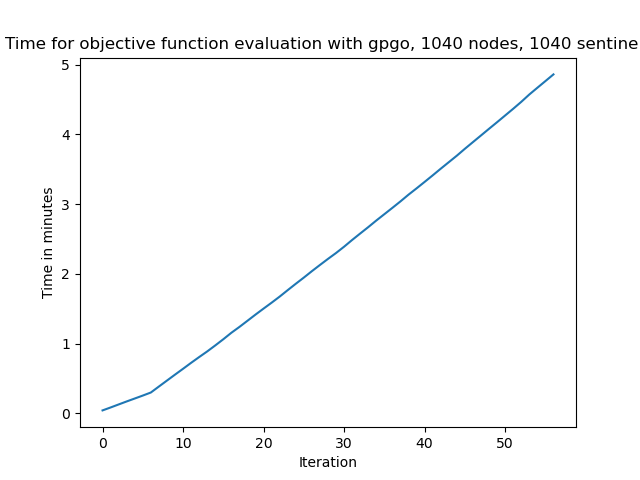 Time for objective function evaluation with gpgo, 1040 nodes, 1040 sentine
5
4
3
2
1
0
Time in minutes
0 10 20 30 40 50
Iteration